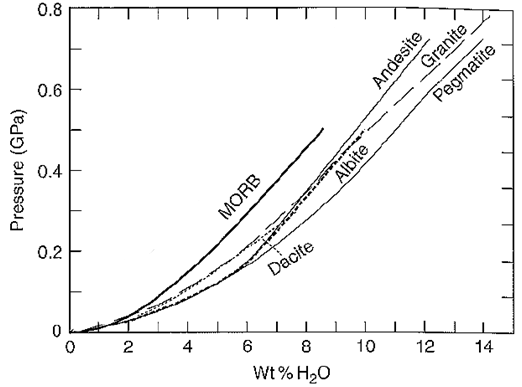 0.8
0.6
0.4
0.2
0
Pressure (GPa)
MORB
Andesite
Granite
Pegmatite
Albite
Dacite
0 2 4 6 8 10 12 14
Wt % H₂O